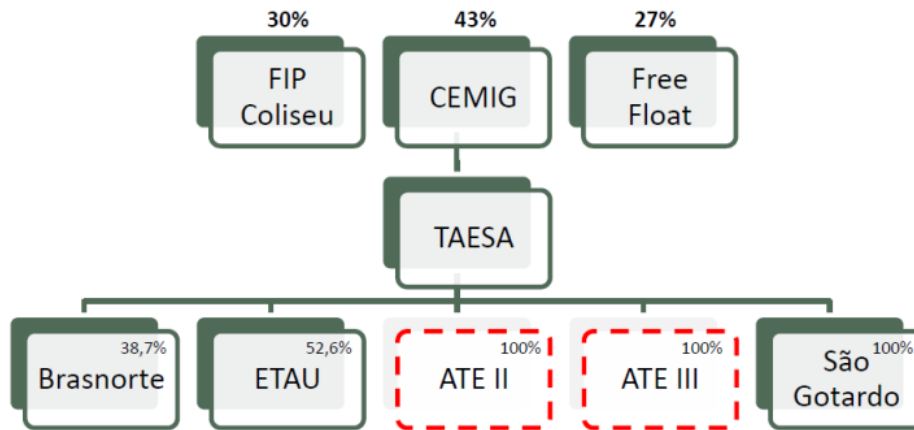 30%
43%
27%
FIP
Coliseu
CEMIG
Free
Float
TAESA
38,7%
Brasnorte
52,6%
ETAU
100%
ATE II
100%
ATE III
100%
São
Gotardo